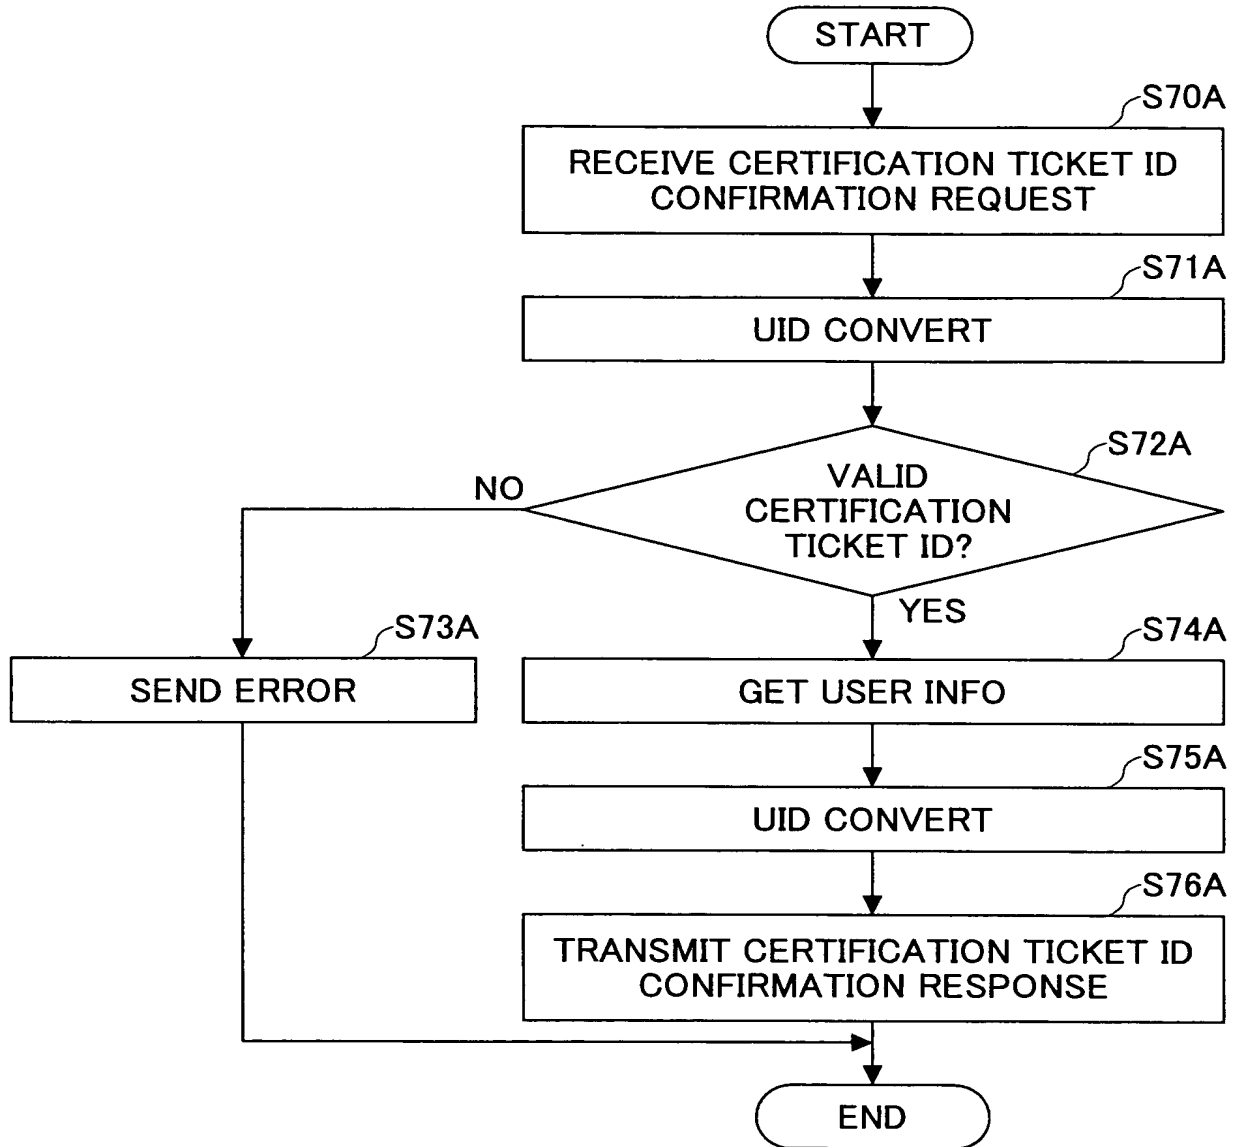 START
S70A
RECEIVE CERTIFICATION TICKET ID
CONFIRMATION REQUEST
S71A
UID CONVERT
S72A
VALID
CERTIFICATION
TICKET ID?
NO
YES
S73A
SEND ERROR
S74A
GET USER INFO
S75A
UID CONVERT
S76A
TRANSMIT CERTIFICATION TICKET ID
CONFIRMATION RESPONSE
END